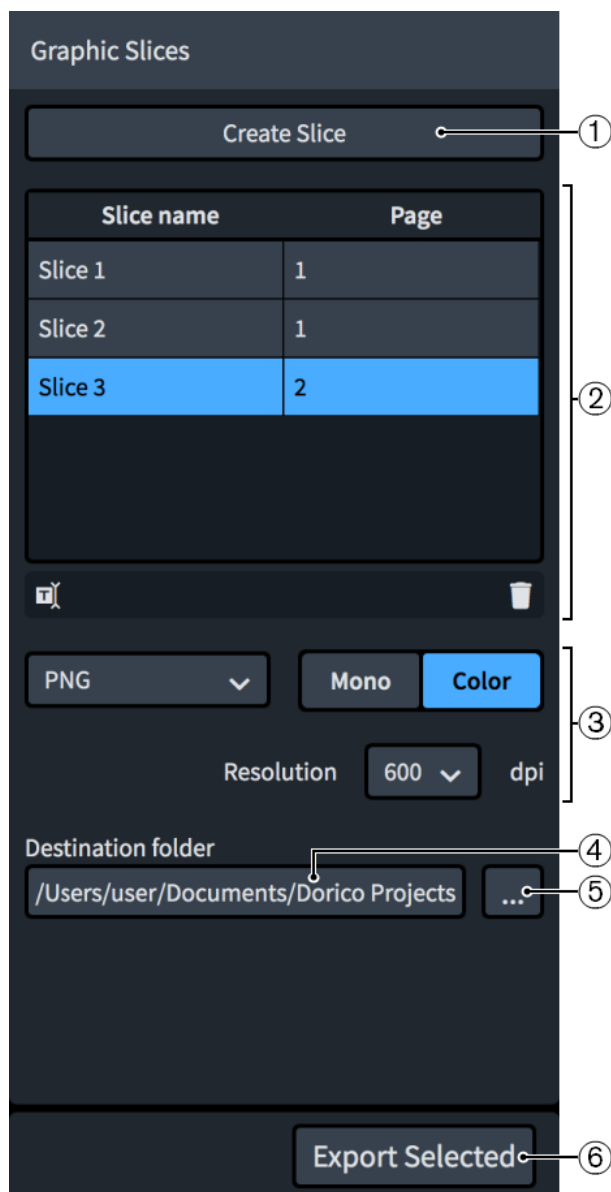 Graphic Slices
Create Slice
①
Slice name Page
Slice 1 1
Slice 2 1
Slice 3 2
②
T
PNG Mono Color
③
Resolution 600 dpi
Destination folder
④
/Users/user/Documents/Dorico Projects ...
⑤
Export Selected
⑥